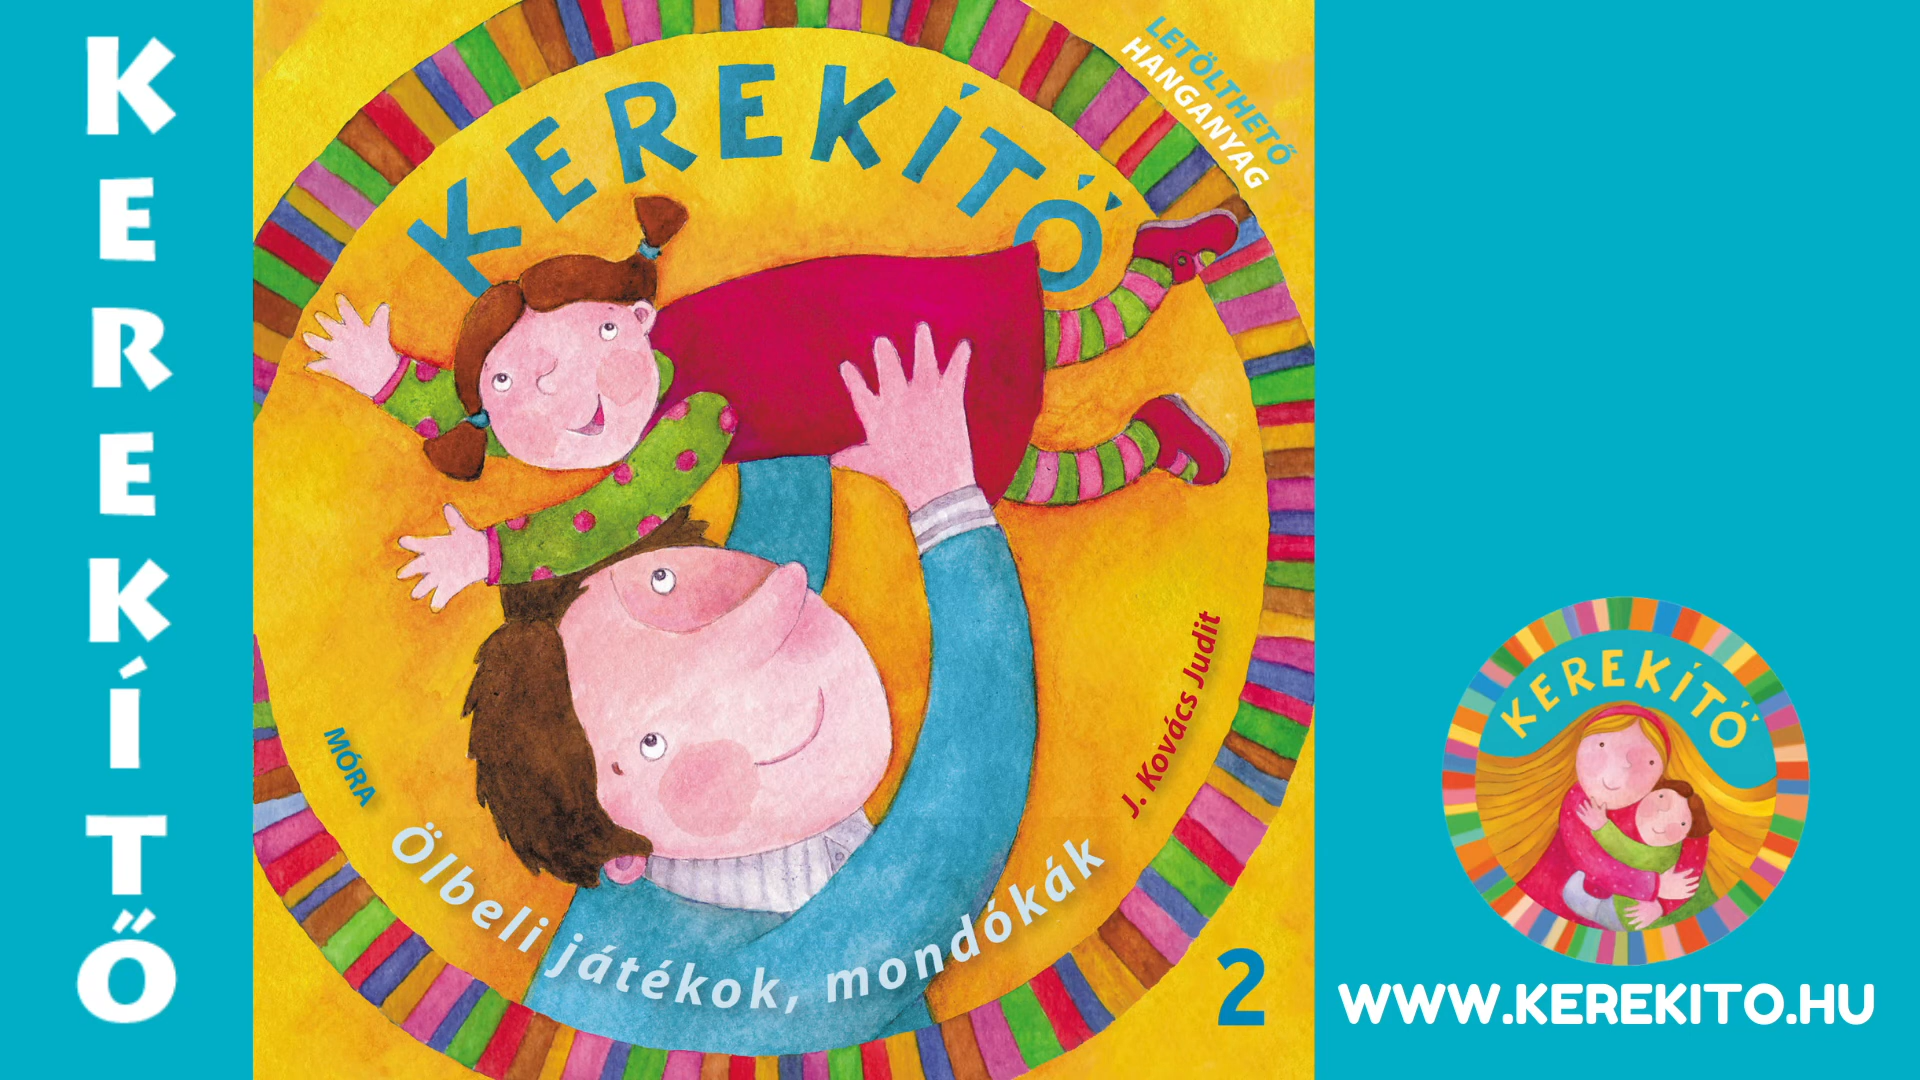 KEREKÍTŐ
LETÖLTHETŐ
HANGANYAG
KEREKÍTŐ
J. Kovács Judit
MÓRA
Ölbeli játékok, mondókák
2
KEREKÍTŐ
WWW.KEREKITO.HU